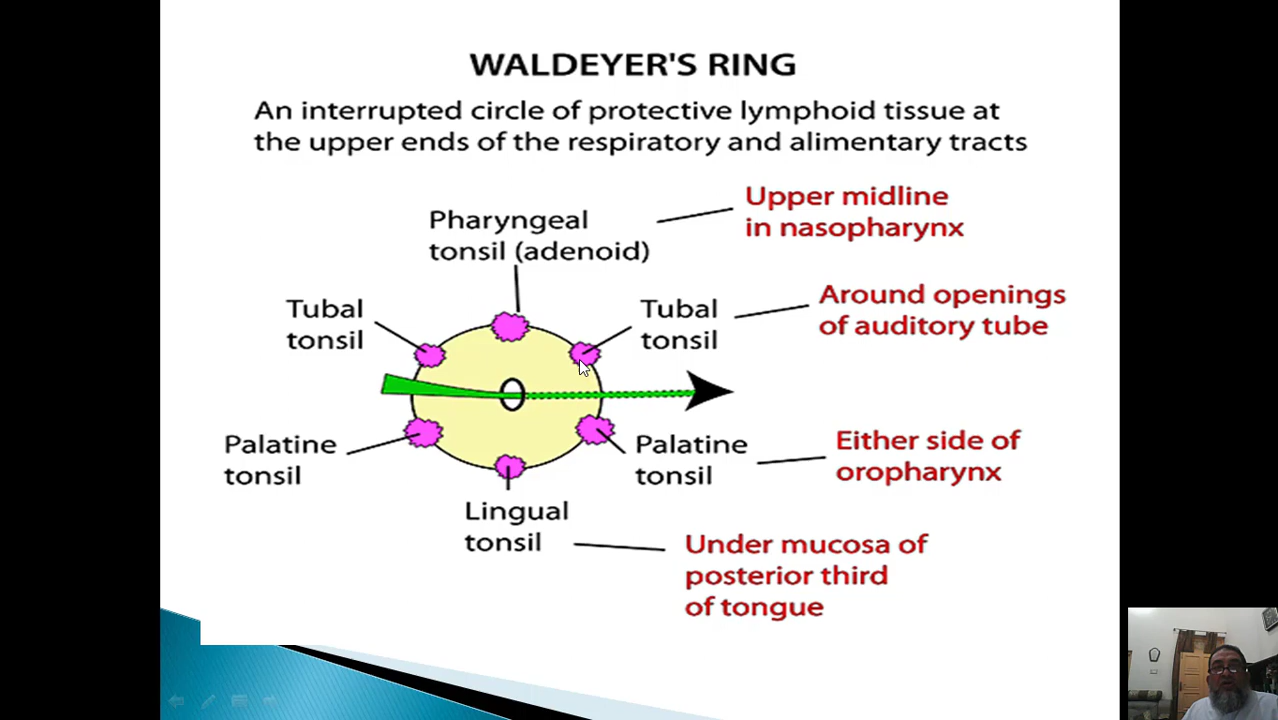 WALDEYER'S RING
An interrupted circle of protective lymphoid tissue at
the upper ends of the respiratory and alimentary tracts
Upper midline
in nasopharynx
Pharyngeal
tonsil (adenoid)
Tubal
tonsil
Tubal
tonsil
Around openings
of auditory tube
Palatine
tonsil
Palatine
tonsil
Either side of
oropharynx
Lingual
tonsil
Under mucosa of
posterior third
of tongue